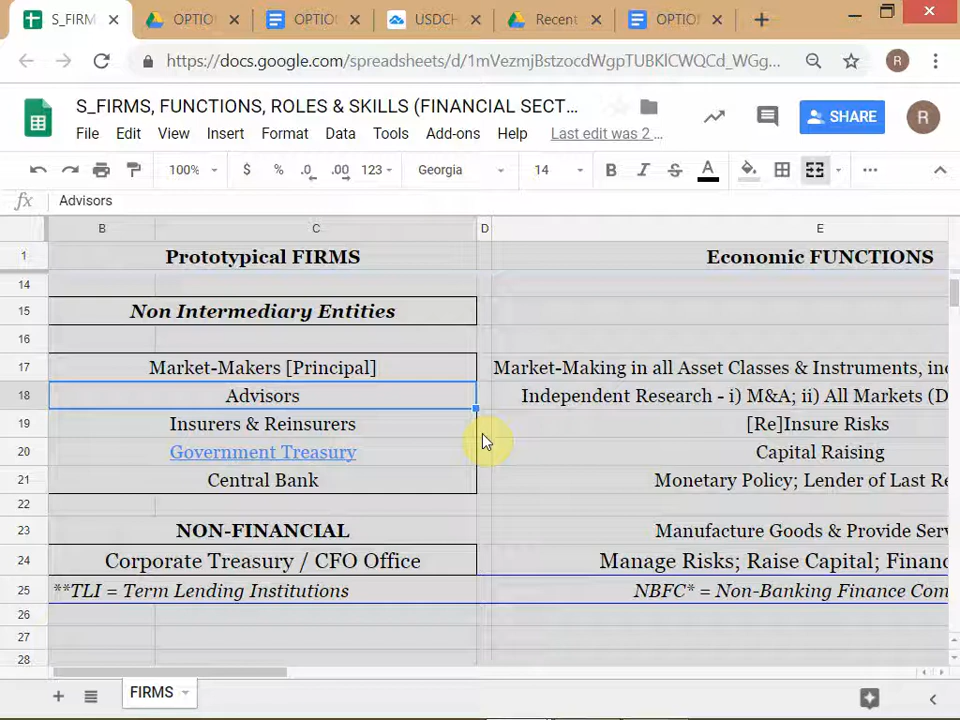 S_FIRM
OPTIO
OPTIO
USDCH
Recent
OPTIO
https://docs.google.com/spreadsheets/d/1mVezmjBstzocdWgpTUBKlCWQCd_WGg...
R
S_FIRMS, FUNCTIONS, ROLES & SKILLS (FINANCIAL SECT...
SHARE
R
File Edit View Insert Format Data Tools Add-ons Help Last edit was 2 ...
100% $ % .0 .00 123 Georgia 14 B I S A
fx Advisors
B C D E
1 Prototypical FIRMS Economic FUNCTIONS
14
15 Non Intermediary Entities
16
17 Market-Makers [Principal] Market-Making in all Asset Classes & Instruments, inc
18 Advisors Independent Research - i) M&A; ii) All Markets (D
19 Insurers & Reinsurers [Re]Insure Risks
20 Government Treasury Capital Raising
21 Central Bank Monetary Policy; Lender of Last Re
22
23 NON-FINANCIAL Manufacture Goods & Provide Serv
24 Corporate Treasury / CFO Office Manage Risks; Raise Capital; Financ
25 **TLI = Term Lending Institutions NBFC* = Non-Banking Finance Com
26
27
28
FIRMS